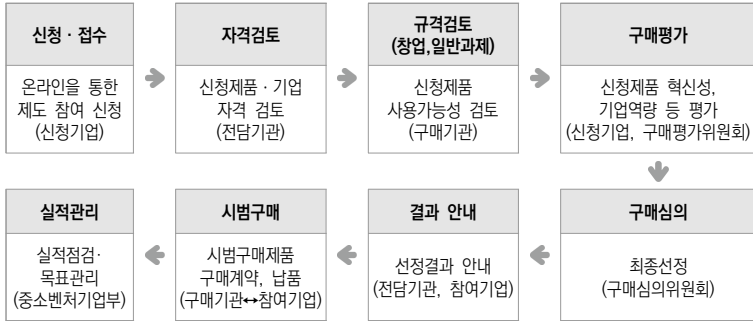 신청 · 접수
온라인을 통한
제도 참여 신청
(신청기업)
자격검토
신청제품 · 기업
자격 검토
(전담기관)
규격검토
(창업,일반과제)
신청제품
사용가능성 검토
(구매기관)
구매평가
신청제품 혁신성,
기업역량 등 평가
(신청기업, 구매평가위원회)
구매심의
최종선정
(구매심의위원회)
결과 안내
선정결과 안내
(전담기관, 참여기업)
시범구매
시범구매제품
구매계약, 납품
(구매기관↔참여기업)
실적관리
실적점검·
목표관리
(중소벤처기업부)